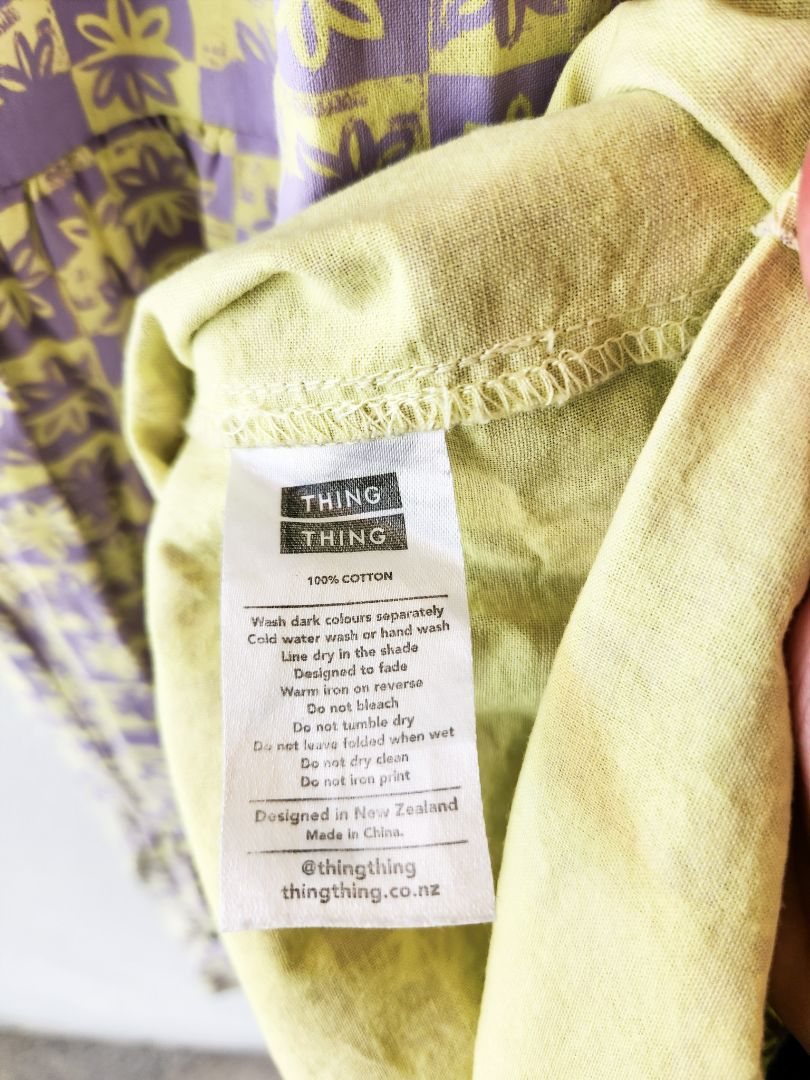 THING
THING
100% COTTON
Wash dark colours separately
Cold water wash or hand wash
Line dry in the shade
Designed to fade
Warm iron on reverse
Do not bleach
Do not tumble dry
Do not leave folded when wet
Do not dry clean
Do not iron print
Designed in New Zealand
Made in China.
@thingthing
thingthing.co.nz